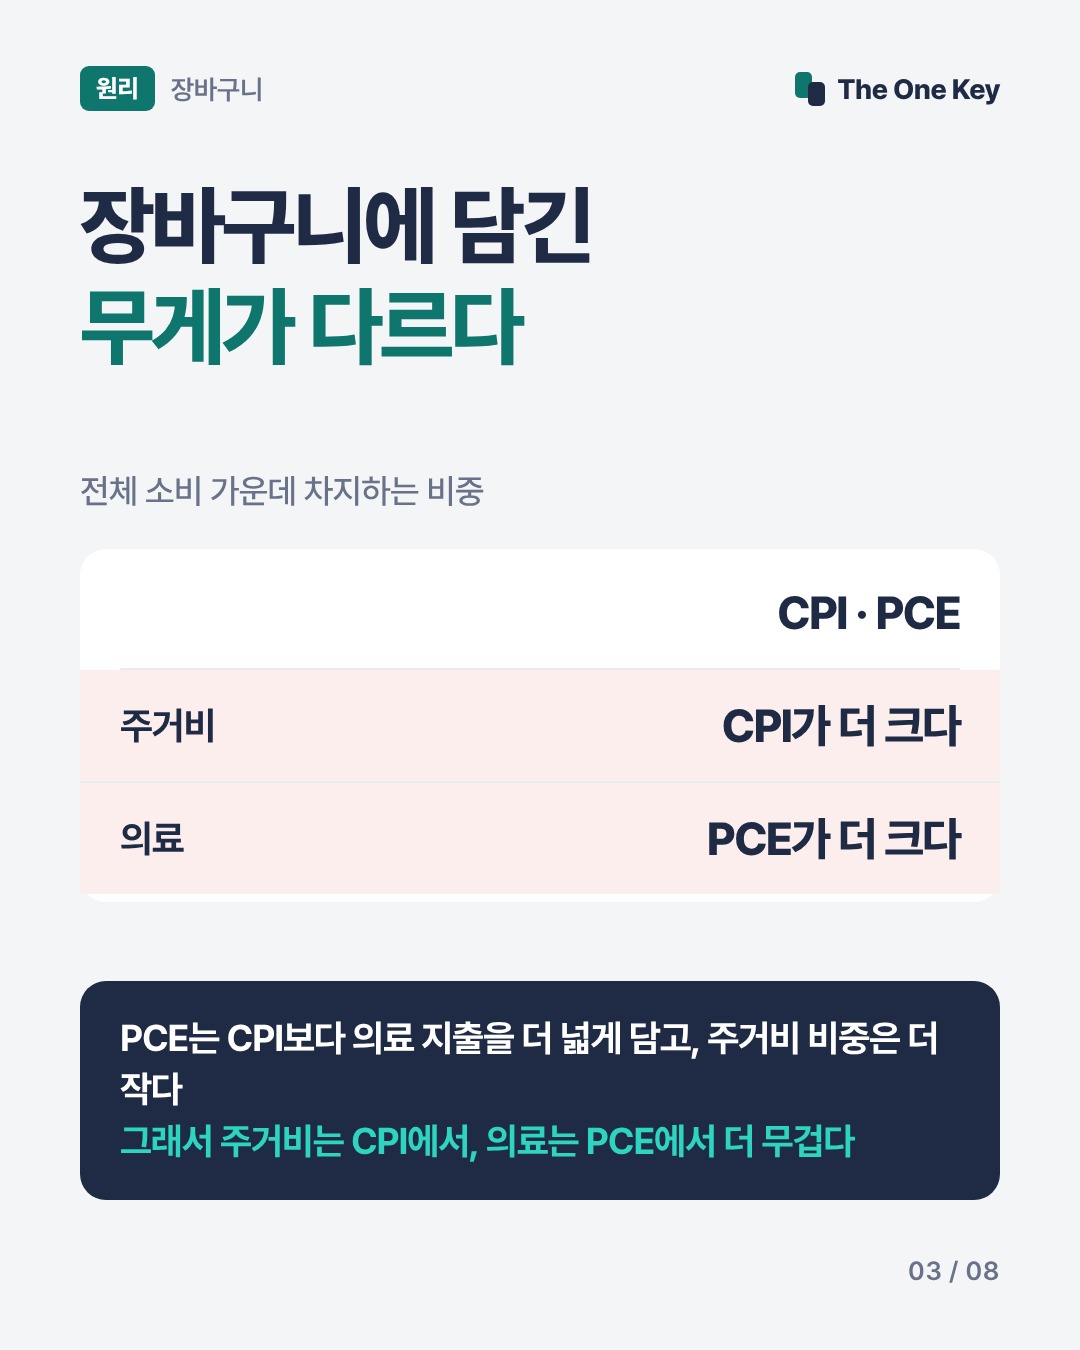 원리 장바구니
The One Key
장바구니에 담긴
무게가 다르다
전체 소비 가운데 차지하는 비중
CPI · PCE
주거비 CPI가 더 크다
의료 PCE가 더 크다
PCE는 CPI보다 의료 지출을 더 넓게 담고, 주거비 비중은 더
작다
그래서 주거비는 CPI에서, 의료는 PCE에서 더 무겁다
03 / 08